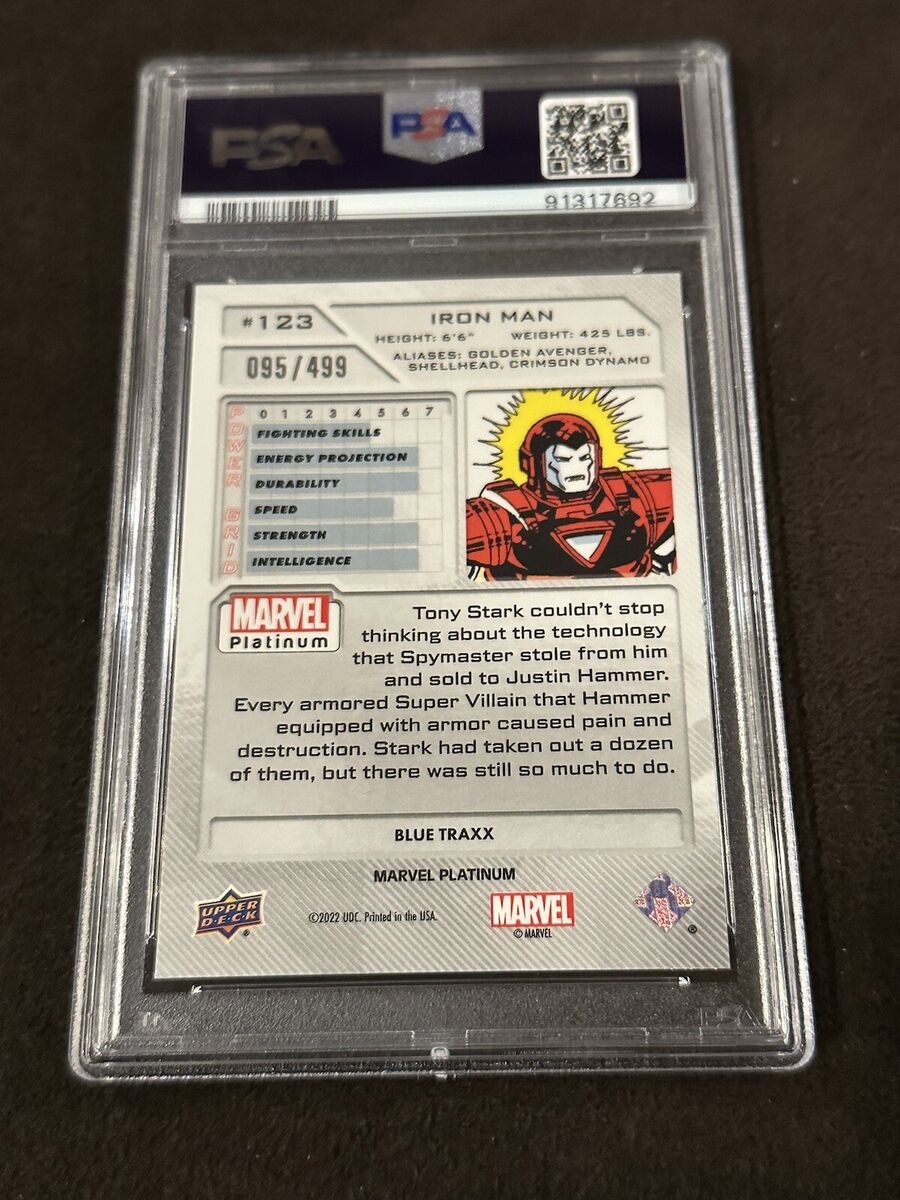 PSA
PSA
91317692
#123
IRON MAN
HEIGHT: 6'6" WEIGHT: 425 LBS.
ALIASES: GOLDEN AVENGER,
SHELLHEAD, CRIMSON DYNAMO
095/499
POWER GRID
0 1 2 3 4 5 6 7
FIGHTING SKILLS
ENERGY PROJECTION
DURABILITY
SPEED
STRENGTH
INTELLIGENCE
MARVEL
Platinum
Tony Stark couldn't stop
thinking about the technology
that Spymaster stole from him
and sold to Justin Hammer.
Every armored Super Villain that Hammer
equipped with armor caused pain and
destruction. Stark had taken out a dozen
of them, but there was still so much to do.
BLUE TRAXX
MARVEL PLATINUM
UPPER
DECK
®
©2022 UDC. Printed in the USA.
MARVEL
© MARVEL
®
PSA